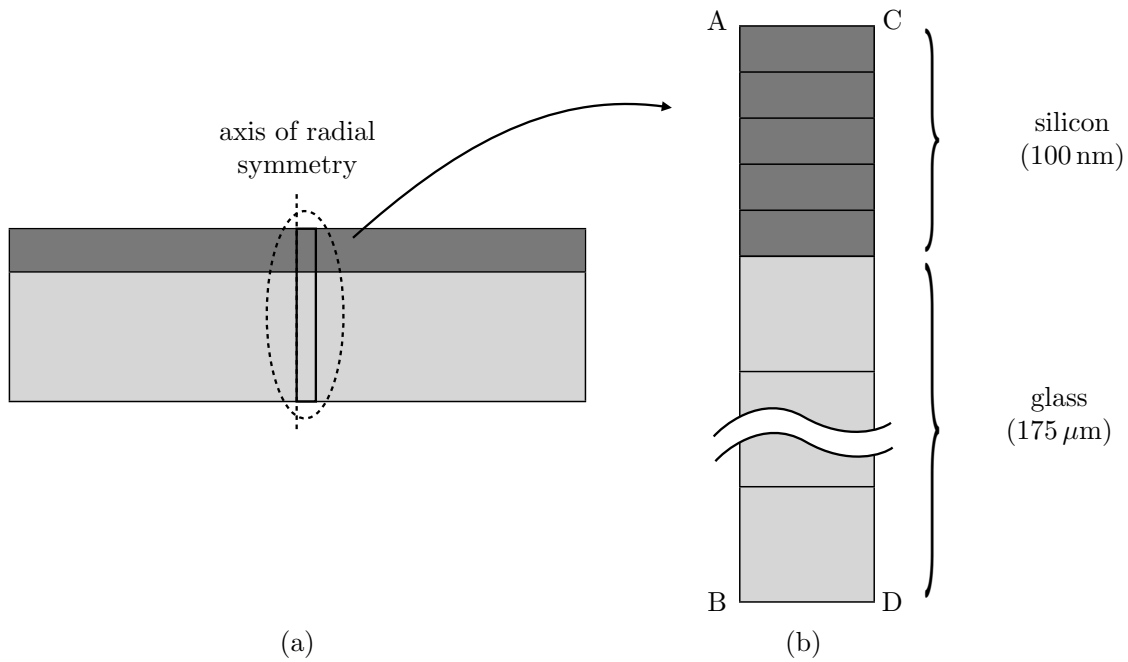 A
C
axis of radial
symmetry
silicon
(100 nm)
glass
(175 μm)
B
D
(a)
(b)